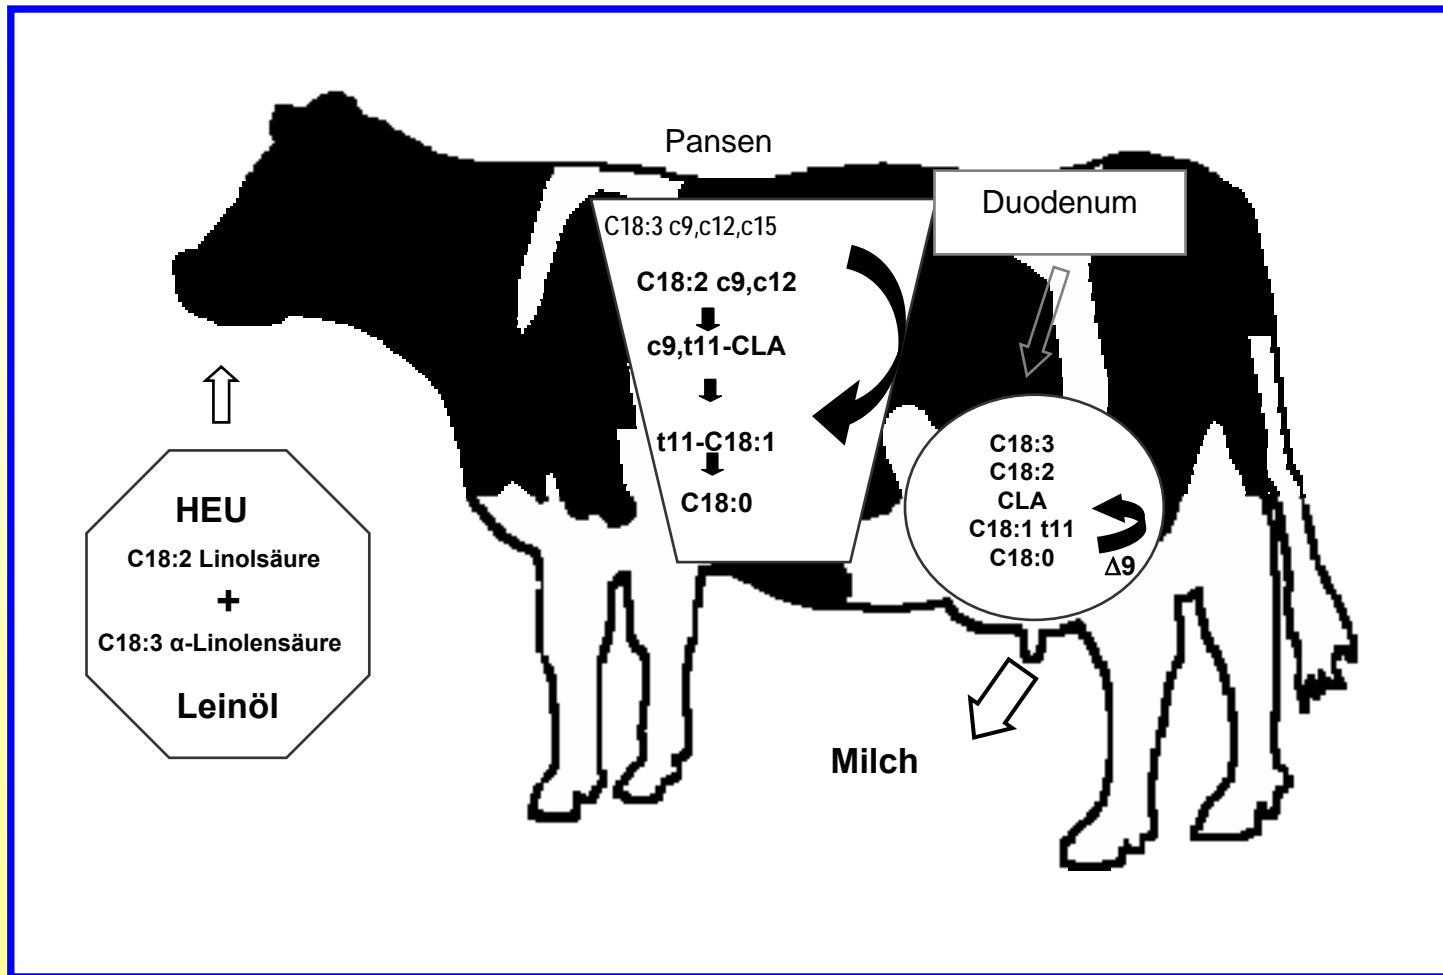 Pansen
C18:3 c9,c12,c15
C18:2 c9,c12
c9,t11-CLA
t11-C18:1
C18:0
Duodenum
C18:3
C18:2
CLA
C18:1 t11
C18:0
Δ9
HEU
C18:2 Linolsäure
+
C18:3 α-Linolensäure
Leinöl
Milch